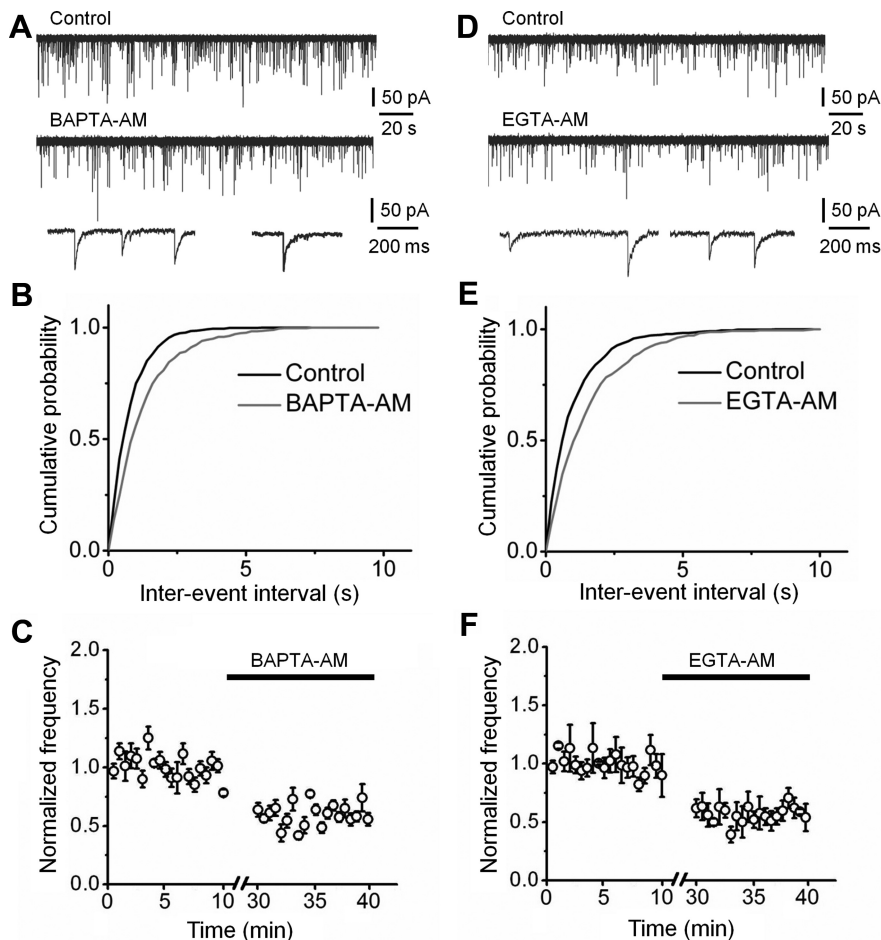 A
Control
50 pA
20 s
BAPTA-AM
50 pA
200 ms
B
1.0
0.5
0.0
Cumulative probability
Control
BAPTA-AM
0 5 10
Inter-event interval (s)
C
2.0
1.5
1.0
0.5
0.0
Normalized frequency
BAPTA-AM
0 5 10 30 35 40
Time (min)
D
Control
50 pA
20 s
EGTA-AM
50 pA
200 ms
E
1.0
0.5
0.0
Cumulative probability
Control
EGTA-AM
0 5 10
Inter-event interval (s)
F
2.0
1.5
1.0
0.5
0.0
Normalized frequency
EGTA-AM
0 5 10 30 35 40
Time (min)